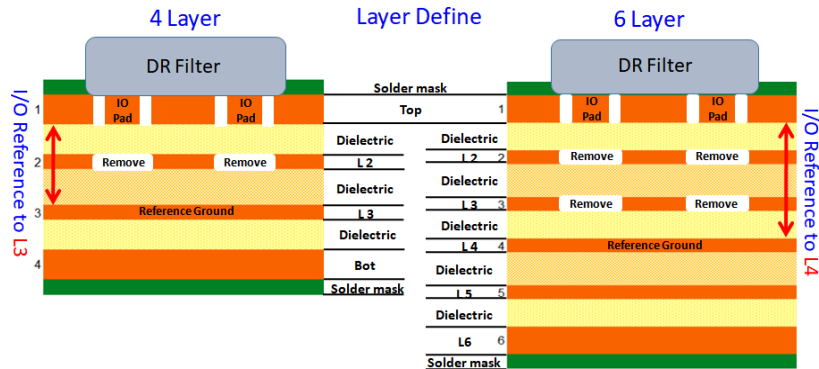 4 Layer
Layer Define
6 Layer
DR Filter
DR Filter
I/O Reference to L3
1
IO Pad
IO Pad
2
Remove
Remove
3
Reference Ground
4
Solder mask
Top
Dielectric
L 2
Dielectric
L 3
Dielectric
Bot
Solder mask
1
Dielectric
L 2 2
Dielectric
L 3 3
Dielectric
L 4 4
Dielectric
L 5 5
Dielectric
L6 6
Solder mask
IO Pad
IO Pad
Remove
Remove
Remove
Remove
Reference Ground
I/O Reference to L4